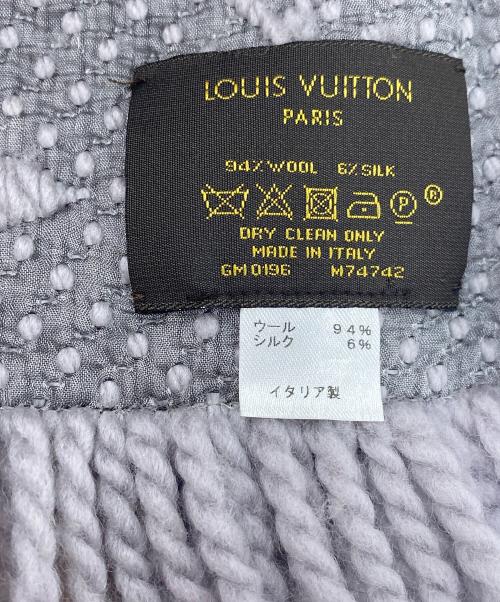 LOUIS VUITTON
PARIS
94% WOOL 6% SILK
P ®
DRY CLEAN ONLY
MADE IN ITALY
GM0196 M74742
ウール 94%
シルク 6%
イタリア製